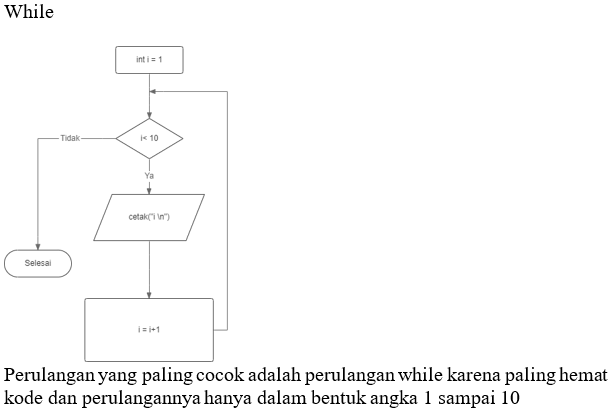 While
int i = 1
i< 10
Tidak
Ya
cetak("i \n")
Selesai
i = i+1
Perulangan yang paling cocok adalah perulangan while karena paling hemat
kode dan perulangannya hanya dalam bentuk angka 1 sampai 10